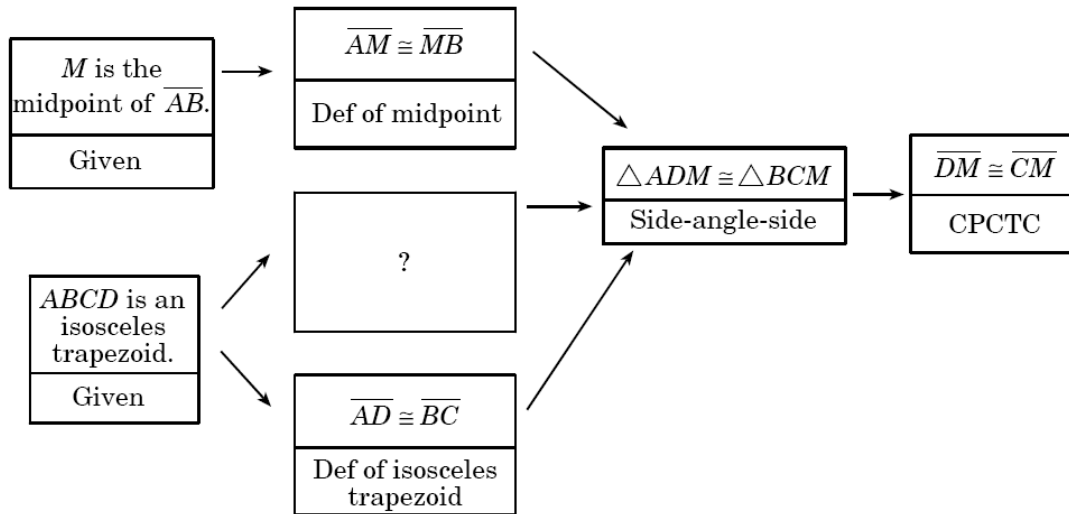 M is the
midpoint of AB.
Given
AM ≅ MB
Def of midpoint
?
ABCD is an
isosceles
trapezoid.
Given
AD ≅ BC
Def of isosceles
trapezoid
△ADM ≅ △BCM
Side-angle-side
DM ≅ CM
CPCTC